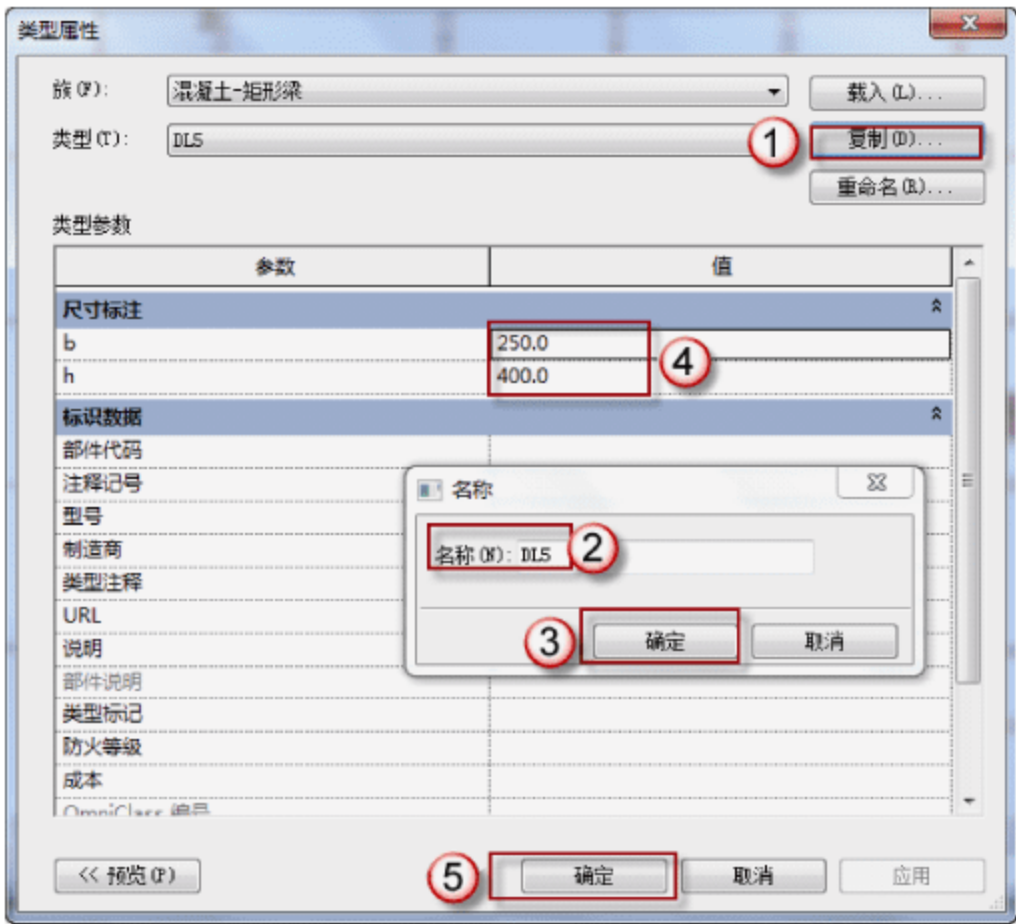 类型属性
族(F): 混凝土-矩形梁 载入(L)...
类型(T): DL5 1 复制(D)...
重命名(R)...
类型参数
参数 值
尺寸标注
b 250.0
h 400.0
4
标识数据
部件代码
注释记号
型号
制造商
类型注释
URL
说明
部件说明
类型标记
防火等级
成本
OmniClass 编号
名称
名称(N): DL5 2
3 确定 取消
<< 预览(P) 5 确定 取消 应用